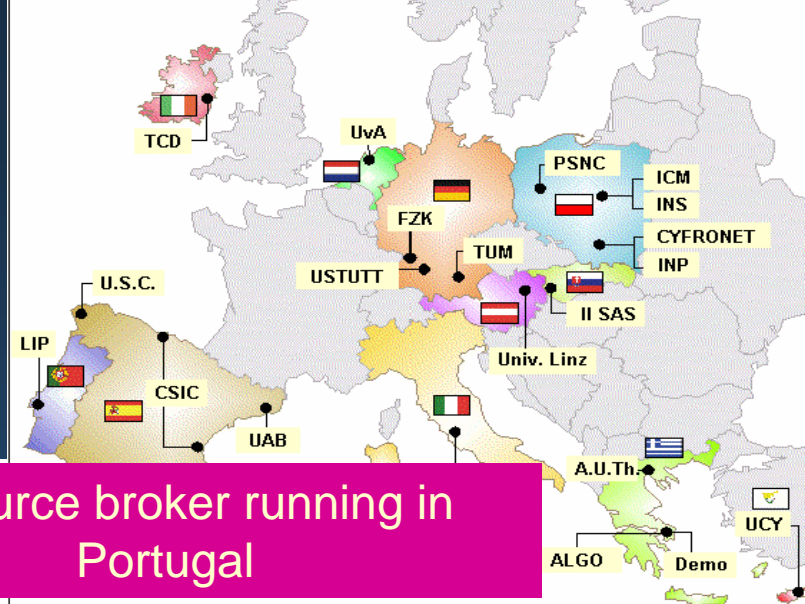 TCD
UvA
PSNC
ICM
INS
FZK
CYFRONET
TUM
INP
USTUTT
U.S.C.
II SAS
LIP
Univ. Linz
CSIC
UAB
A.U.Th.
broker running in
Portugal
UCY
ALGO
Demo